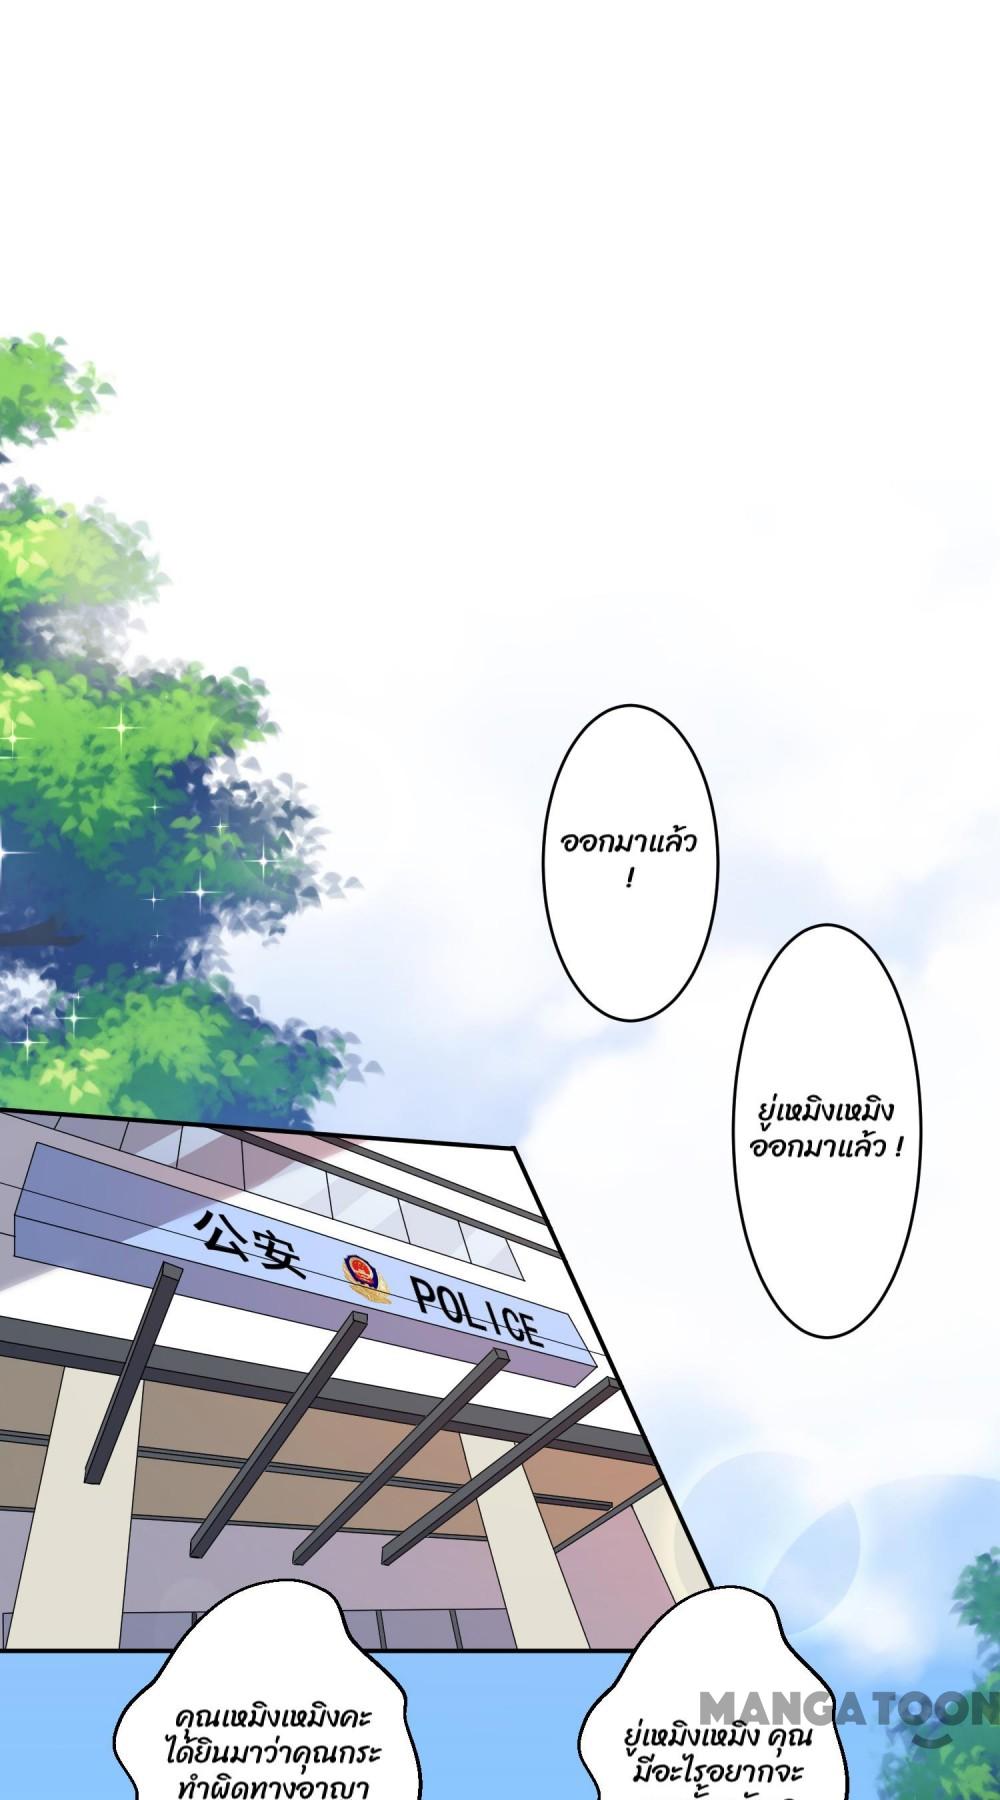 ออกมาแล้ว
!
ยู่เหมิงเหมิง
ออกมาแล้ว !
公安 POLICE
คุณเหมิงเหมิงคะ
ได้ยินมาว่าคุณกระ
ทำผิดทางอาญา
ยู่เหมิงเหมิง คุณ
มีอะไรอยากจะ
MANGATOON